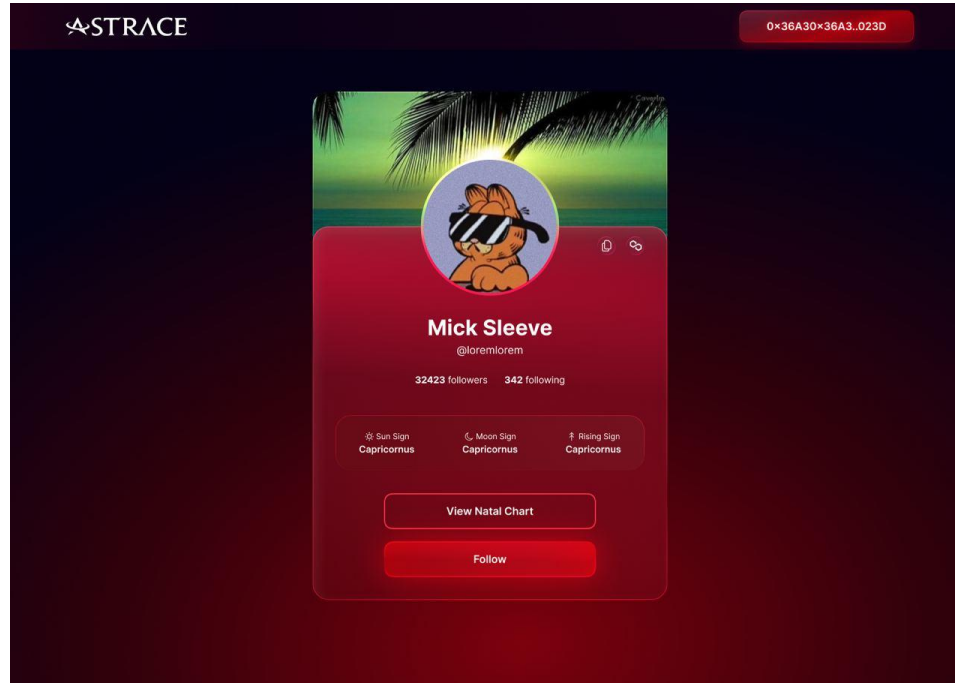 ASTRACE
0×36A30×36A3..023D
Mick Sleeve
@loremlorem
32423 followers 342 following
Sun Sign Moon Sign Rising Sign
Capricornus Capricornus Capricornus
View Natal Chart
Follow